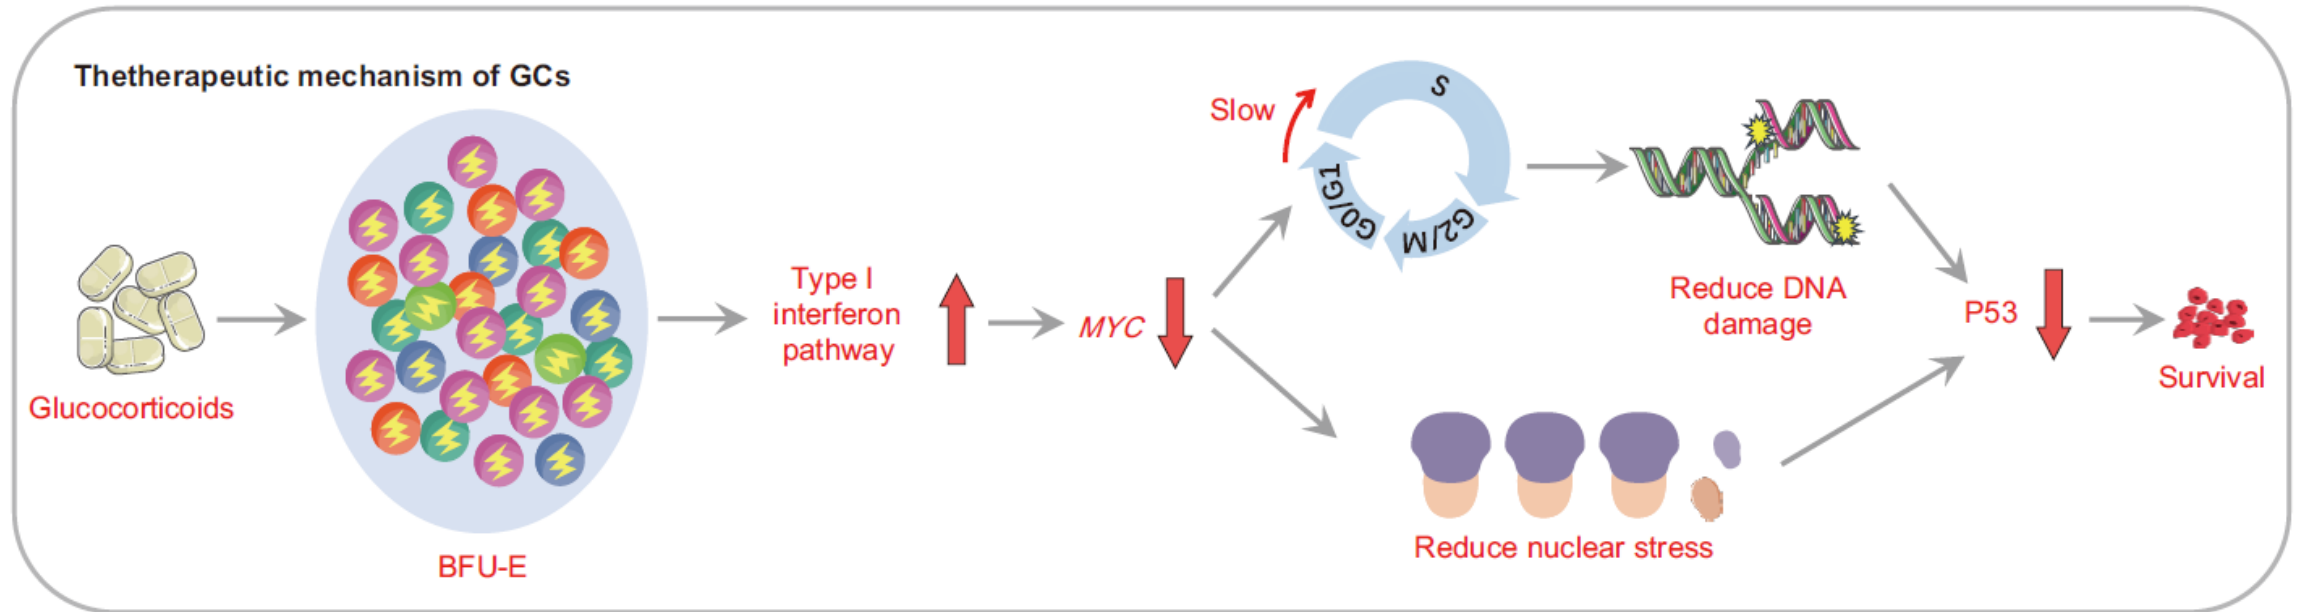 Thetherapeutic mechanism of GCs
Glucocorticoids
BFU-E
Type I
interferon
pathway
MYC
Slow
S
G2/M
G0/G1
Reduce DNA
damage
Reduce nuclear stress
P53
Survival